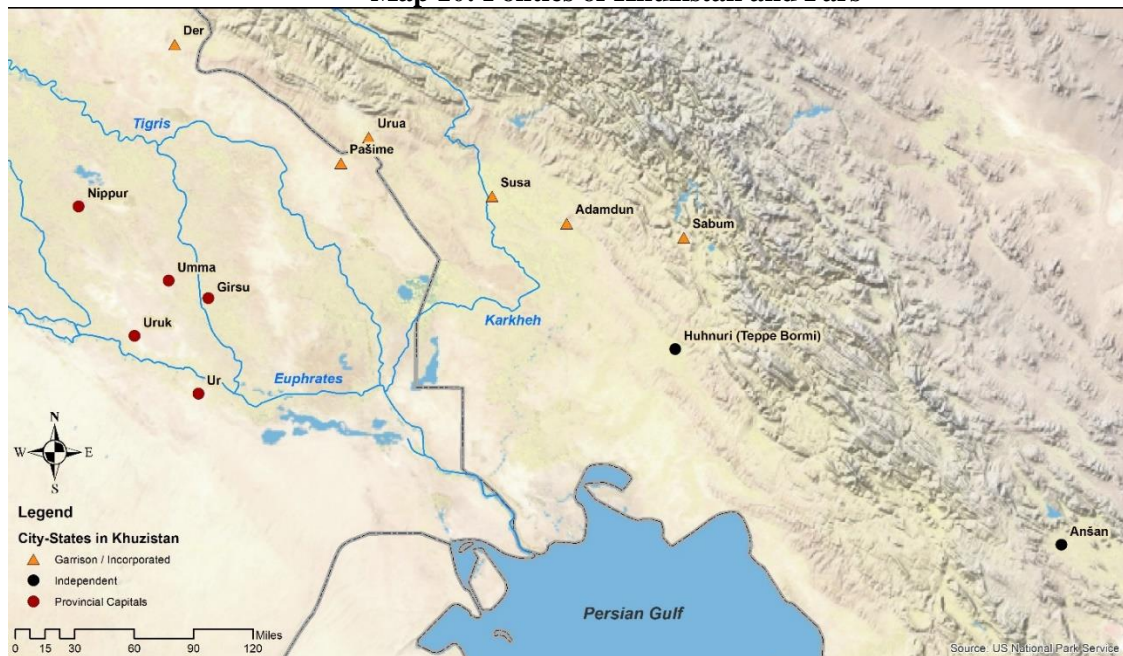 Map 10: Polities of Khuzistan and Fars
Der
Tigris
Urua
Pašime
Nippur
Susa
Adamdun
Sabum
Umma
Girsu
Uruk
Karkheh
Huhnuri (Teppe Bormi)
Ur
Euphrates
N
W E
S
Legend
City-States in Khuzistan
Garrison / Incorporated
Independent
Provincial Capitals
Anšan
Persian Gulf
Miles
0 15 30 60 90 120
Source: US National Park Service